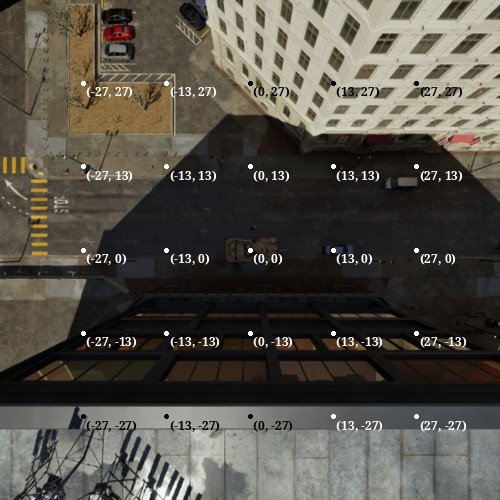 (-27, 27) (-13, 27) (0, 27) (13, 27) (27, 27)
(-27, 13) (-13, 13) (0, 13) (13, 13) (27, 13)
STOP
(-27, 0) (-13, 0) (0, 0) (13, 0) (27, 0)
(-27, -13) (-13, -13) (0, -13) (13, -13) (27, -13)
(-27, -27) (-13, -27) (0, -27) (13, -27) (27, -27)